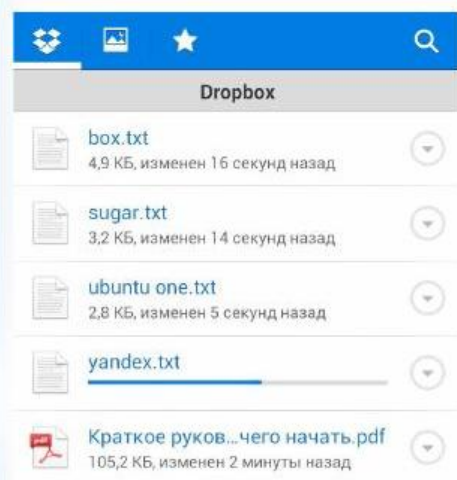 Dropbox
box.txt
4,9 КБ, изменен 16 секунд назад
sugar.txt
3,2 КБ, изменен 14 секунд назад
ubuntu one.txt
2,8 КБ, изменен 5 секунд назад
yandex.txt
Краткое руков...чего начать.pdf
105,2 КБ, изменен 2 минуты назад